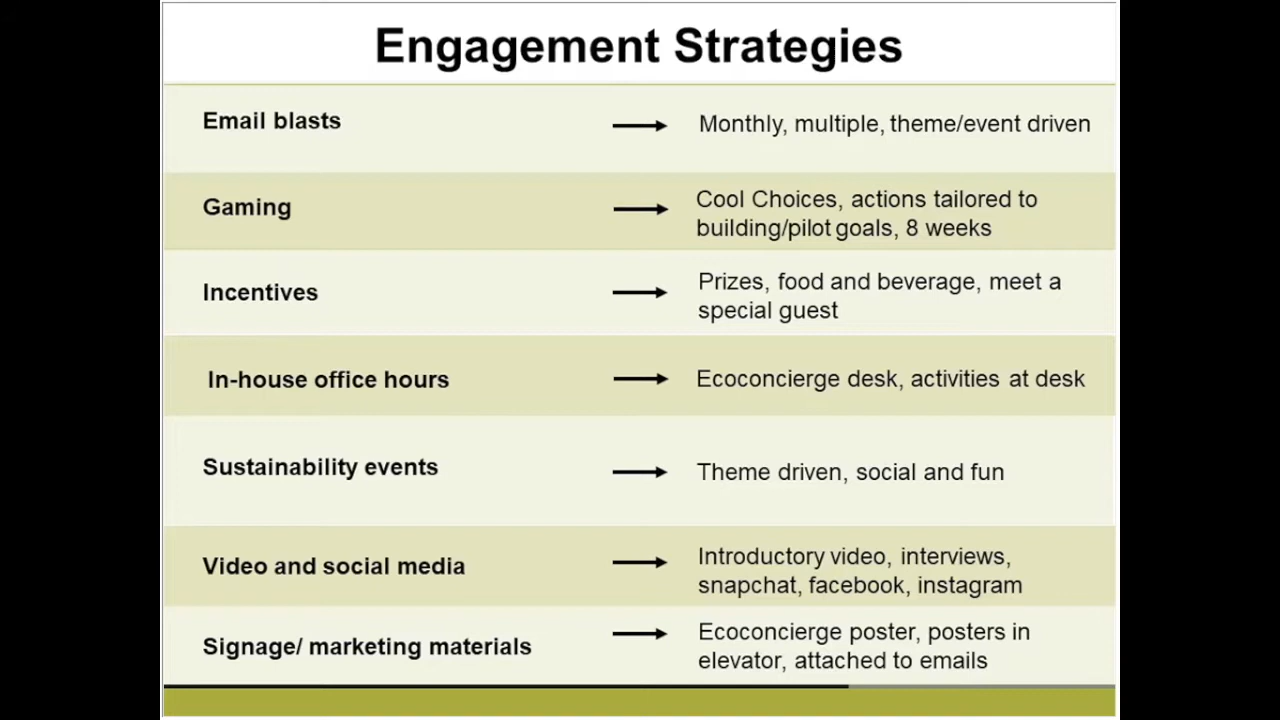 Engagement Strategies
Email blasts
Monthly, multiple, theme/event driven
Gaming
Cool Choices, actions tailored to
building/pilot goals, 8 weeks
Incentives
Prizes, food and beverage, meet a
special guest
In-house office hours
Ecoconcierge desk, activities at desk
Sustainability events
Theme driven, social and fun
Video and social media
Introductory video, interviews,
snapchat, facebook, instagram
Signage/ marketing materials
Ecoconcierge poster, posters in
elevator, attached to emails